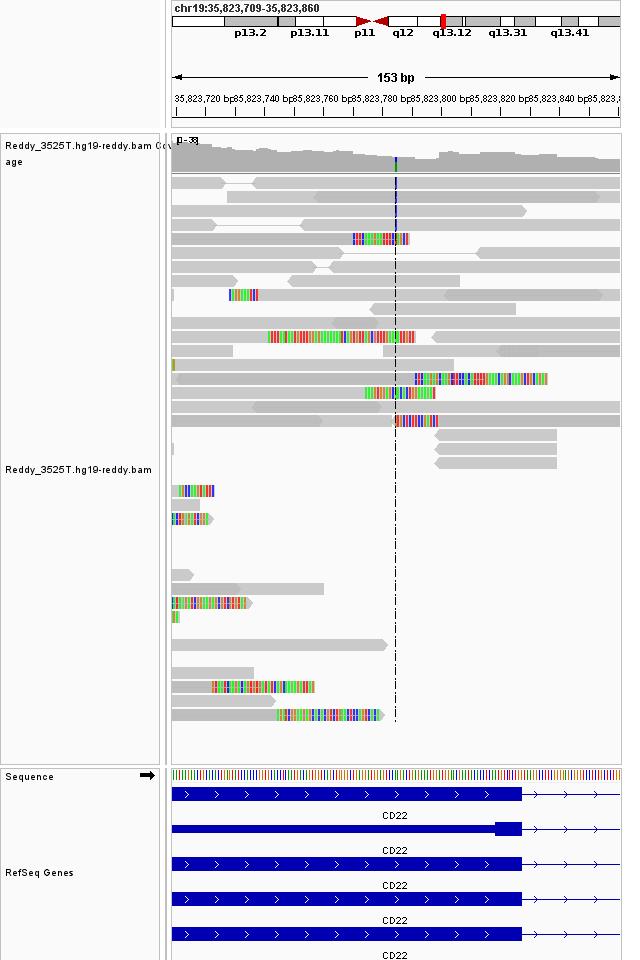 chr19:35,823,709-35,823,860
p13.2 p13.11 p11 q12 q13.12 q13.31 q13.41
153 bp
35,823,720 bp 35,823,740 bp 35,823,760 bp 35,823,780 bp 35,823,800 bp 35,823,820 bp 35,823,840 bp
Reddy_3525T.hg19-reddy.bam
age
Reddy_3525T.hg19-reddy.bam
Sequence
CD22
CD22
RefSeq Genes
CD22
CD22
CD22